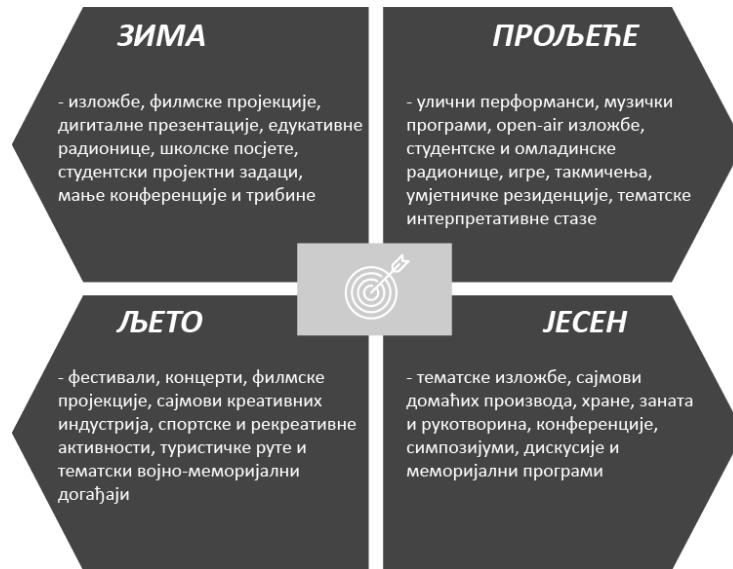 ЗИМА
- изложбе, филмске пројекције,
дигиталне презентације, едукативне
радионице, школске посјете,
студентски пројектни задаци,
мање конференције и трибине
ПРОЉЕЋЕ
- улични перформанси, музички
програми, open-air изложбе,
студентске и омладинске
радионице, игре, такмичења,
умјетничке резиденције, тематске
интерпретативне стазе
ЉЕТО
- фестивали, концерти, филмске
пројекције, сајмови креативних
индустрија, спортске и рекреативне
активности, туристичке руте и
тематски војно-меморијални
догађаји
ЈЕСЕН
- тематске изложбе, сајмови
домаћих производа, хране, заната
и рукотворина, конференције,
симпозијуми, дискусије и
меморијални програми